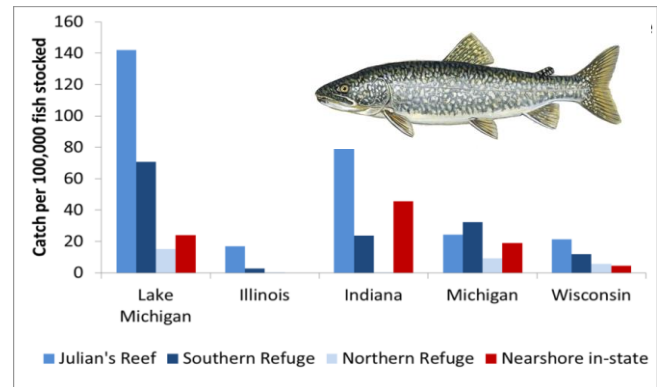 160
140
120
100
80
60
40
20
0
Catch per 100,000 fish stocked
Lake
Michigan
Illinois
Indiana
Michigan
Wisconsin
Julian's Reef
Southern Refuge
Northern Refuge
Nearshore in-state